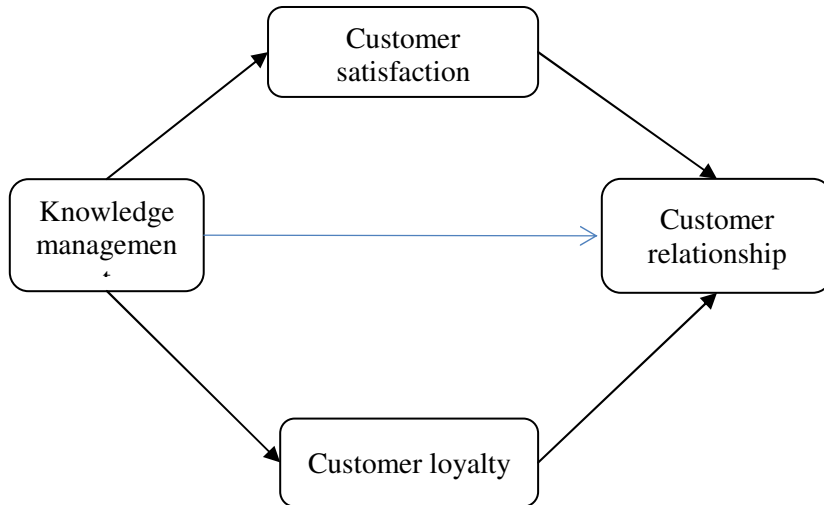 Customer
satisfaction
Knowledge
managemen
Customer
relationship
Customer loyalty